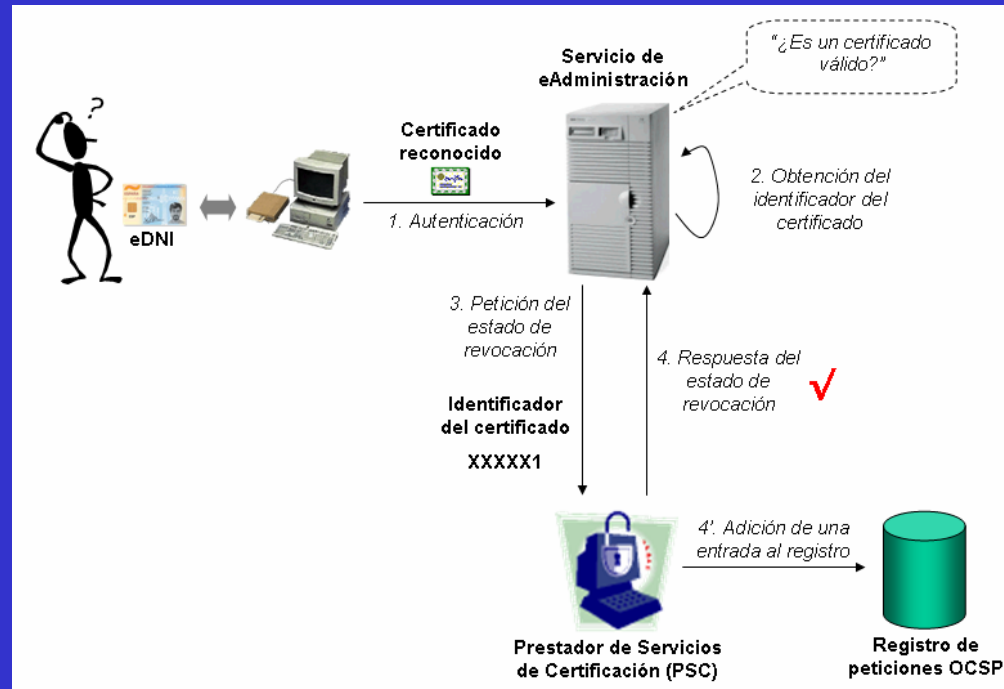 "¿Es un certificado
válido?"
Servicio de
eAdministración
?
Certificado
reconocido
eDNI
1. Autenticación
2. Obtención del
identificador del
certificado
3. Petición del
estado de
revocación
4. Respuesta del
estado de
revocación
√
Identificador
del certificado
XXXXX1
4'. Adición de una
entrada al registro
Prestador de Servicios
de Certificación (PSC)
Registro de
peticiones OCSP